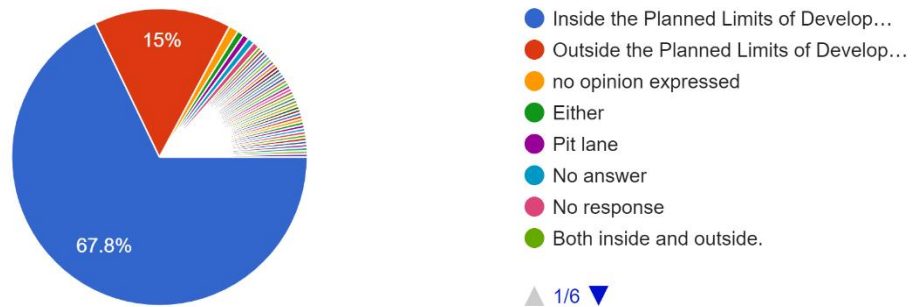 15%
67.8%
Inside the Planned Limits of Develop...
Outside the Planned Limits of Develop...
no opinion expressed
Either
Pit lane
No answer
No response
Both inside and outside.
1/6